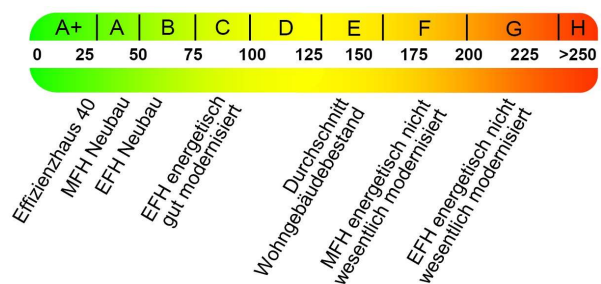 A+ A B C D E F G H
0 25 50 75 100 125 150 175 200 225 >250
Effizienzhaus 40
MFH Neubau
EFH Neubau
EFH energetisch
gut modernisiert
Durchschnitt
Wohngebäudebestand
MFH energetisch nicht
wesentlich modernisiert
EFH energetisch nicht
wesentlich modernisiert